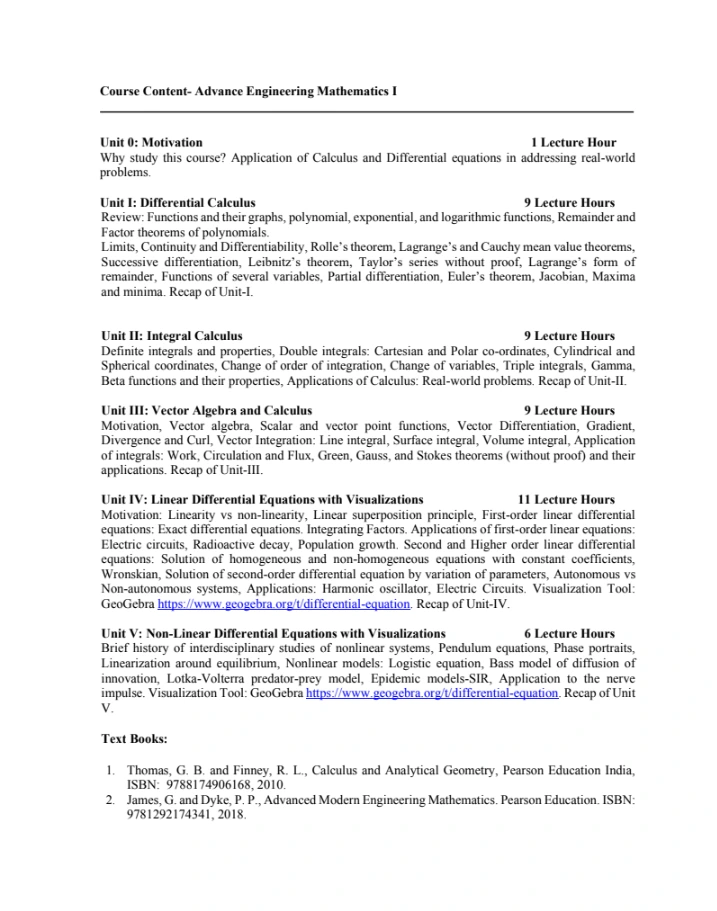 Course Content- Advance Engineering Mathematics I
Unit 0: Motivation 1 Lecture Hour
Why study this course? Application of Calculus and Differential equations in addressing real-world
problems.
Unit I: Differential Calculus 9 Lecture Hours
Review: Functions and their graphs, polynomial, exponential, and logarithmic functions, Remainder and
Factor theorems of polynomials.
Limits, Continuity and Differentiability, Rolle's theorem, Lagrange's and Cauchy mean value theorems,
Successive differentiation, Leibnitz's theorem, Taylor's series without proof, Lagrange's form of
remainder, Functions of several variables, Partial differentiation, Euler's theorem, Jacobian, Maxima
and minima. Recap of Unit-I.
Unit II: Integral Calculus 9 Lecture Hours
Definite integrals and properties, Double integrals: Cartesian and Polar co-ordinates, Cylindrical and
Spherical coordinates, Change of order of integration, Change of variables, Triple integrals, Gamma,
Beta functions and their properties, Applications of Calculus: Real-world problems. Recap of Unit-II.
Unit III: Vector Algebra and Calculus 9 Lecture Hours
Motivation, Vector algebra, Scalar and vector point functions, Vector Differentiation, Gradient,
Divergence and Curl, Vector Integration: Line integral, Surface integral, Volume integral, Application
of integrals: Work, Circulation and Flux, Green, Gauss, and Stokes theorems (without proof) and their
applications. Recap of Unit-III.
Unit IV: Linear Differential Equations with Visualizations 11 Lecture Hours
Motivation: Linearity vs non-linearity, Linear superposition principle, First-order linear differential
equations: Exact differential equations. Integrating Factors. Applications of first-order linear equations:
Electric circuits, Radioactive decay, Population growth. Second and Higher order linear differential
equations: Solution of homogeneous and non-homogeneous equations with constant coefficients,
Wronskian, Solution of second-order differential equation by variation of parameters, Autonomous vs
Non-autonomous systems, Applications: Harmonic oscillator, Electric Circuits. Visualization Tool:
GeoGebra https://www.geogebra.org/t/differential-equation. Recap of Unit-IV.
Unit V: Non-Linear Differential Equations with Visualizations 6 Lecture Hours
Brief history of interdisciplinary studies of nonlinear systems, Pendulum equations, Phase portraits,
Linearization around equilibrium, Nonlinear models: Logistic equation, Bass model of diffusion of
innovation, Lotka-Volterra predator-prey model, Epidemic models-SIR, Application to the nerve
impulse. Visualization Tool: GeoGebra https://www.geogebra.org/t/differential-equation. Recap of Unit
V.
Text Books:
1. Thomas, G. B. and Finney, R. L., Calculus and Analytical Geometry, Pearson Education India,
ISBN: 9788174906168, 2010.
2. James, G. and Dyke, P. P., Advanced Modern Engineering Mathematics. Pearson Education. ISBN:
9781292174341, 2018.